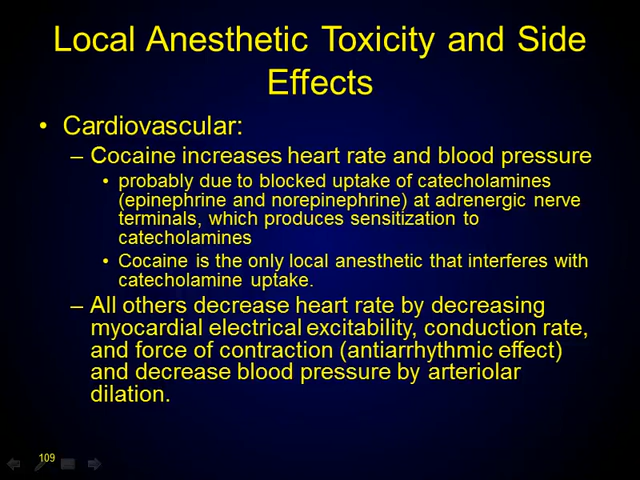 Local Anesthetic Toxicity and Side
Effects
• Cardiovascular:
– Cocaine increases heart rate and blood pressure
• probably due to blocked uptake of catecholamines
(epinephrine and norepinephrine) at adrenergic nerve
terminals, which produces sensitization to
catecholamines
• Cocaine is the only local anesthetic that interferes with
catecholamine uptake.
– All others decrease heart rate by decreasing
myocardial electrical excitability, conduction rate,
and force of contraction (antiarrhythmic effect)
and decrease blood pressure by arteriolar
dilation.
109